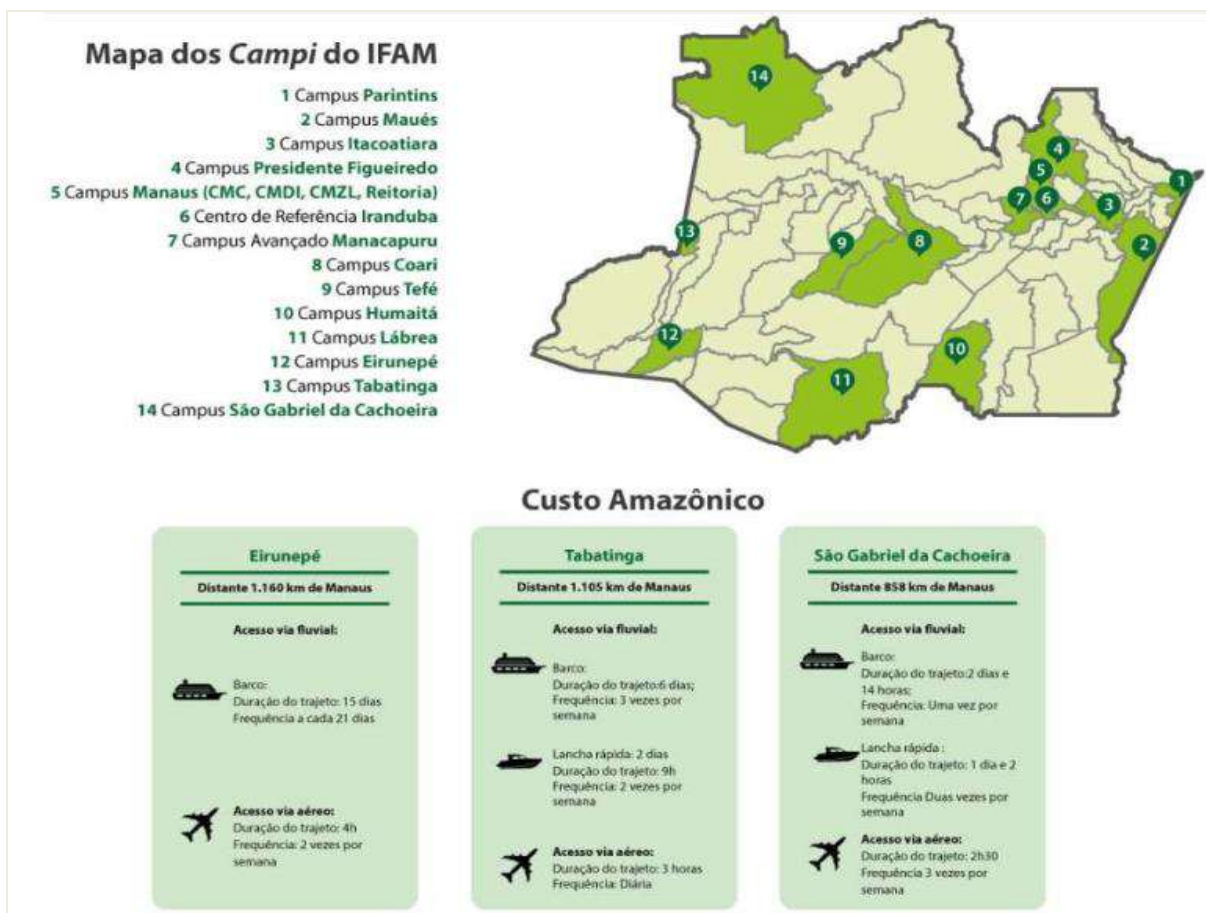 Mapa dos Campi do IFAM
1 Campus Parintins
2 Campus Maués
3 Campus Itacoatiara
4 Campus Presidente Figueiredo
5 Campus Manaus (CMC, CMDI, CMZL, Reitoria)
6 Centro de Referência Iranduba
7 Campus Avançado Manacapuru
8 Campus Coari
9 Campus Tefé
10 Campus Humaitá
11 Campus Lábrea
12 Campus Eirunepé
13 Campus Tabatinga
14 Campus São Gabriel da Cachoeira
14
4
5
1
7
6
3
13
9
8
2
12
10
11
Custo Amazônico
Eirunepé
Distante 1.160 km de Manaus
Acesso via fluvial:
Barco:
Duração do trajeto: 15 dias
Frequência a cada 21 dias
Acesso via aéreo:
Duração do trajeto: 4h
Frequência: 2 vezes por
semana
Tabatinga
Distante 1.105 km de Manaus
Acesso via fluvial:
Barco:
Duração do trajeto:6 dias;
Frequência: 3 vezes por
semana
Lancha rápida: 2 dias
Duração do trajeto: 9h
Frequência: 2 vezes por
semana
Acesso via aéreo:
Duração do trajeto: 3 horas
Frequência: Diária
São Gabriel da Cachoeira
Distante 858 km de Manaus
Acesso via fluvial:
Barco:
Duração do trajeto:2 dias e
14 horas;
Frequência: Uma vez por
semana
Lancha rápida :
Duração do trajeto: 1 dia e 2
horas
Frequência Duas vezes por
semana
Acesso via aéreo:
Duração do trajeto: 2h30
Frequência 3 vezes por
semana